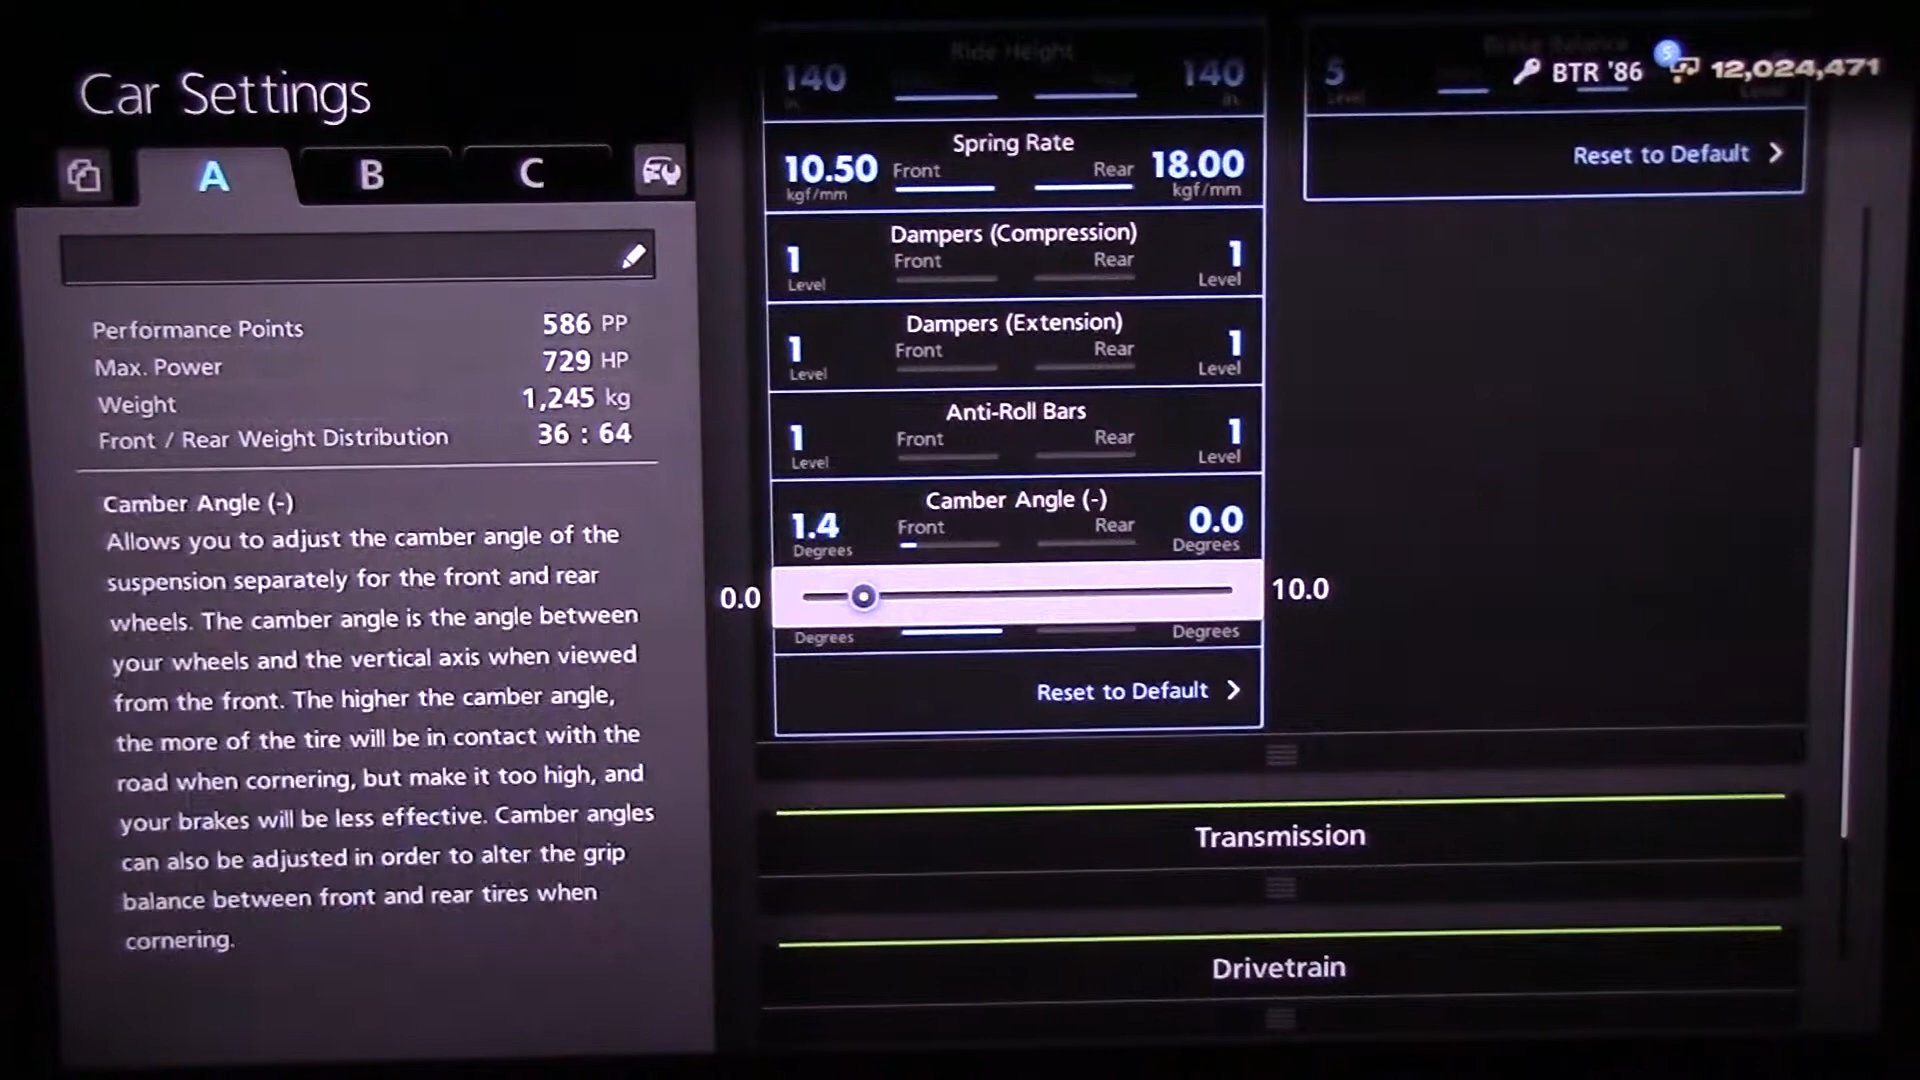 Car Settings
A
B
C
Performance Points 586 PP
Max. Power 729 HP
Weight 1,245 kg
Front / Rear Weight Distribution 36 : 64
Camber Angle (-)
Allows you to adjust the camber angle of the
suspension separately for the front and rear
wheels. The camber angle is the angle between
your wheels and the vertical axis when viewed
from the front. The higher the camber angle,
the more of the tire will be in contact with the
road when cornering, but make it too high, and
your brakes will be less effective. Camber angles
can also be adjusted in order to alter the grip
balance between front and rear tires when
cornering.
Ride Height
140 140
in. in.
Spring Rate
10.50 Front Rear 18.00
kgf/mm kgf/mm
Dampers (Compression)
1 Front Rear 1
Level Level
Dampers (Extension)
1 Front Rear 1
Level Level
Anti-Roll Bars
1 Front Rear 1
Level Level
Camber Angle (-)
1.4 Front Rear 0.0
Degrees Degrees
0.0 10.0
Degrees Degrees
Reset to Default
Brake Balance
5
Level
S
BTR '86 12,024,471
Reset to Default
Transmission
Drivetrain